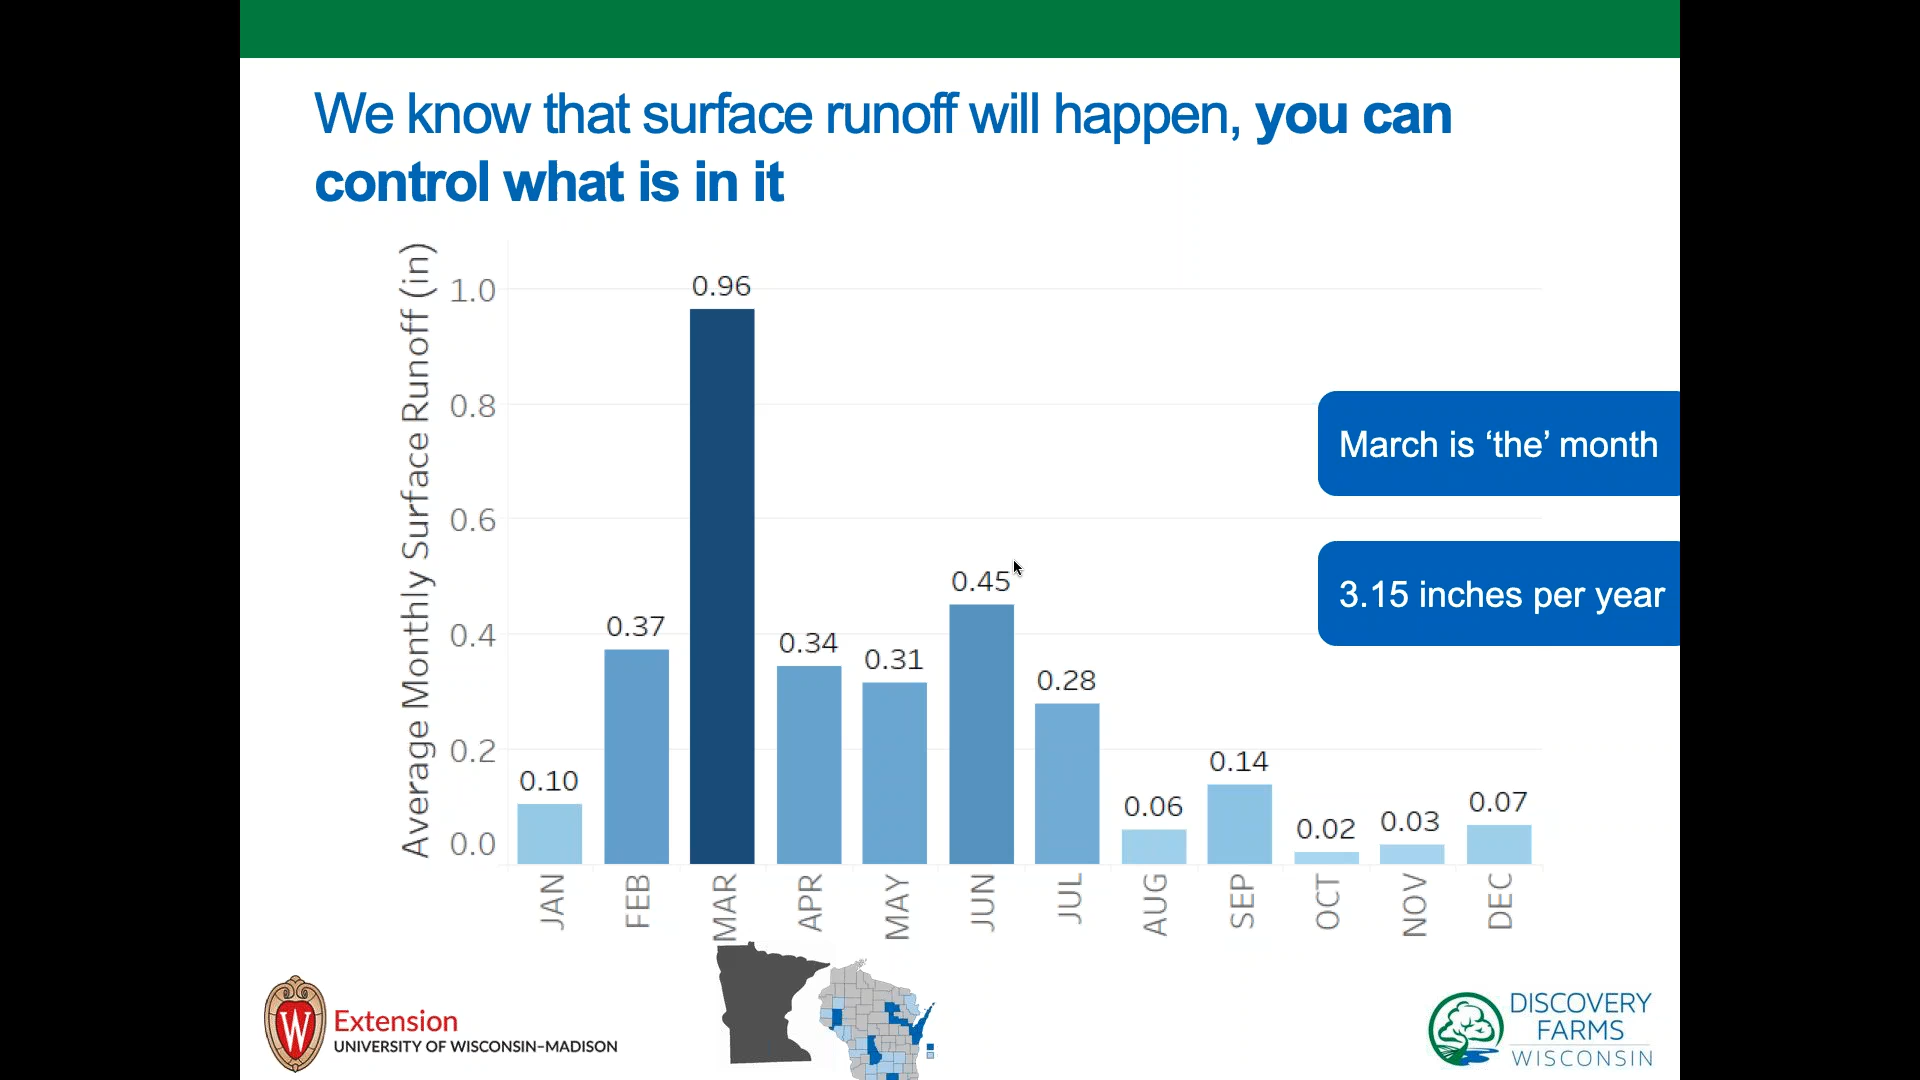 We know that surface runoff will happen, you can
control what is in it
Average Monthly Surface Runoff (in)
1.0
0.8
0.6
0.4
0.2
0.0
0.10
0.37
0.96
0.34
0.31
0.45
0.28
0.06
0.14
0.02
0.03
0.07
JAN
FEB
MAR
APR
MAY
JUN
JUL
AUG
SEP
OCT
NOV
DEC
March is ‘the’ month
3.15 inches per year
W
Extension
UNIVERSITY OF WISCONSIN–MADISON
DISCOVERY
FARMS
WISCONSIN